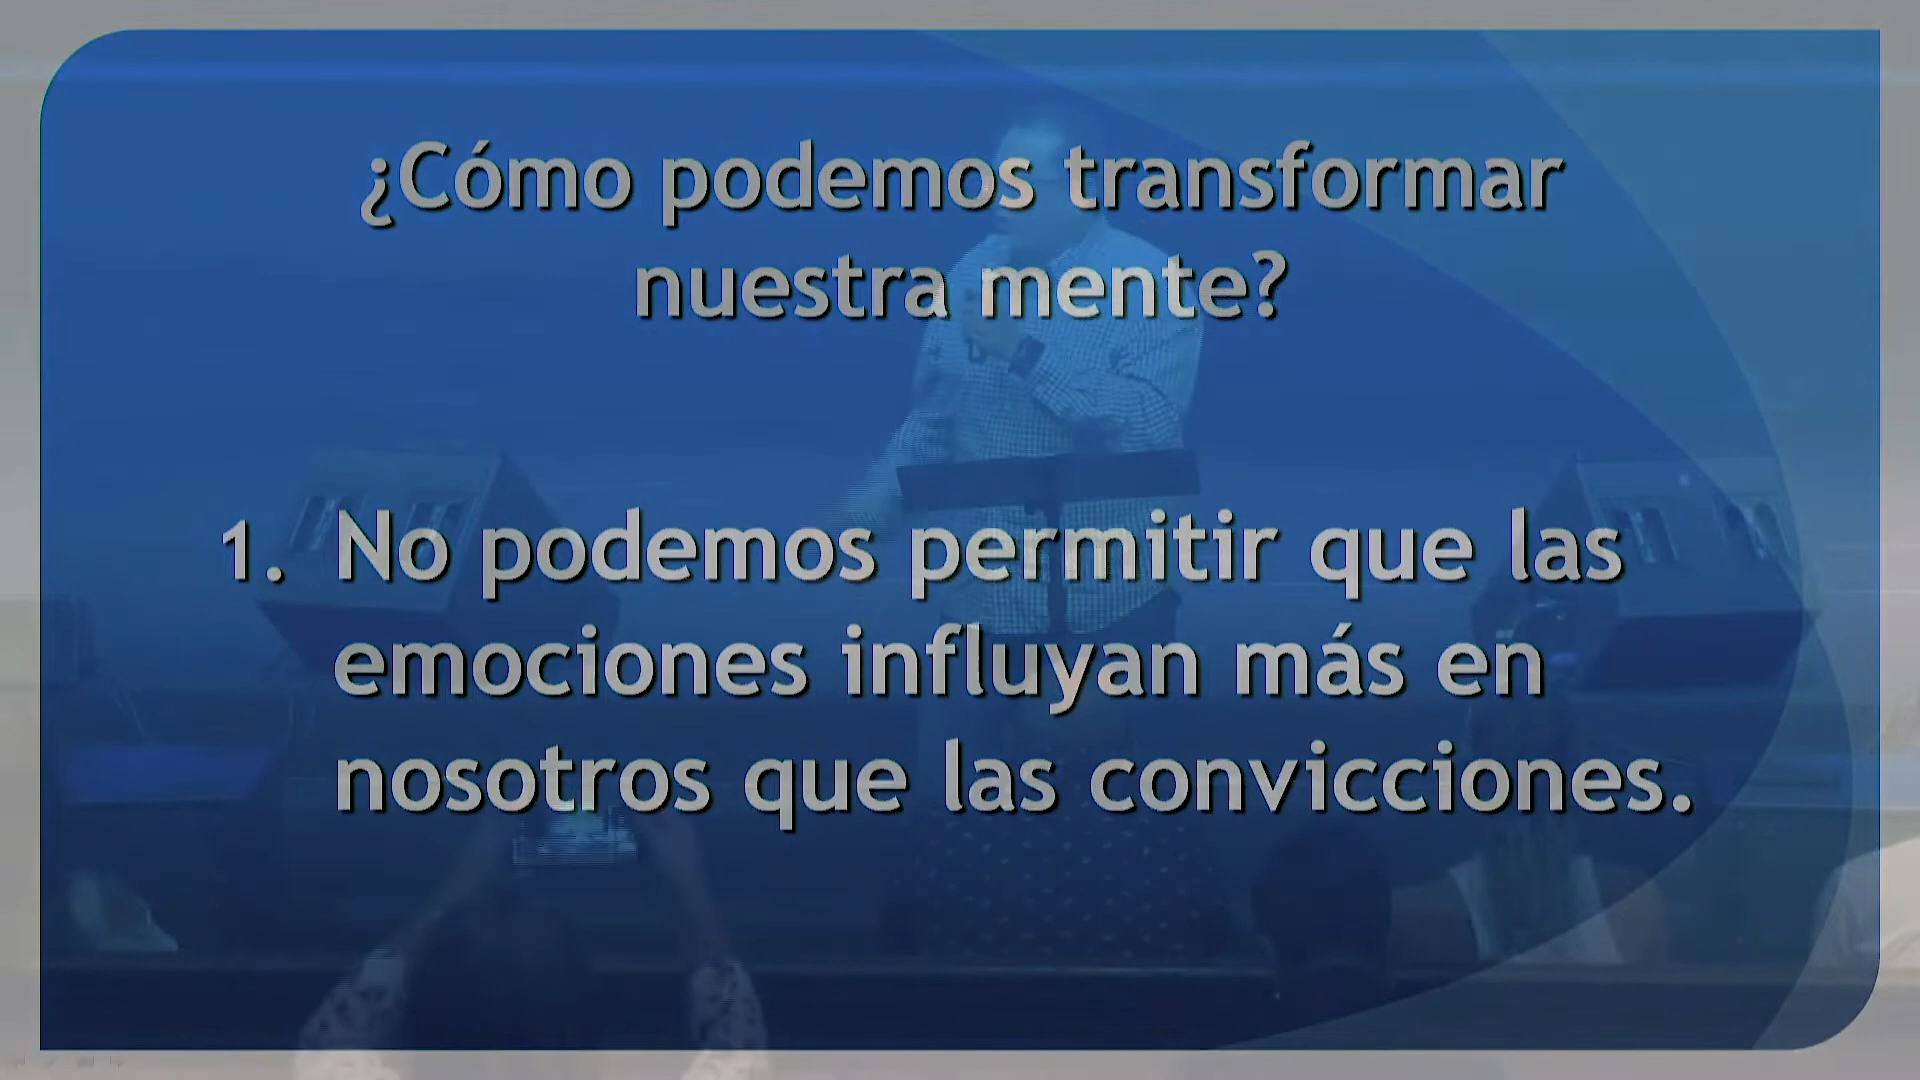 ¿Cómo podemos transformar
nuestra mente?
1. No podemos permitir que las
emociones influyan más en
nosotros que las convicciones.